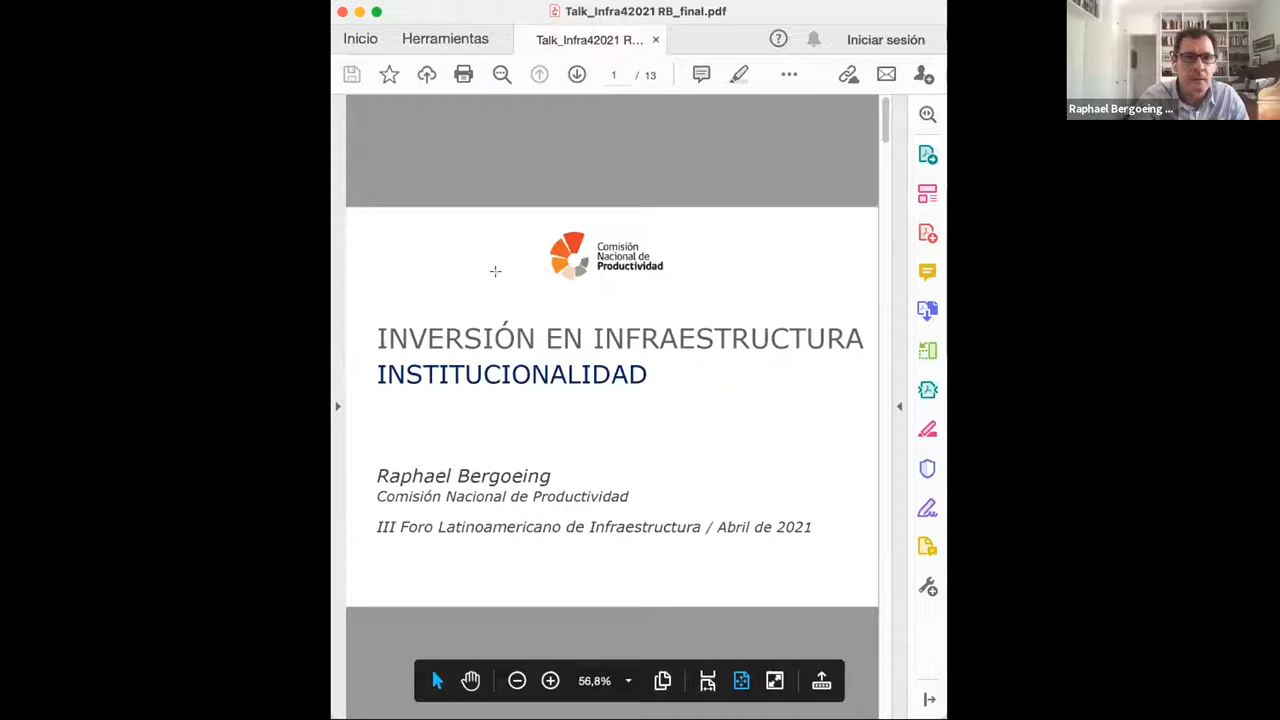 Talk_Infra42021 RB_final.pdf
Inicio
Herramientas
Talk_Infra42021 R... ×
Iniciar sesión
1 / 13
Raphael Bergoeing ...
Comisión
Nacional de
Productividad
INVERSIÓN EN INFRAESTRUCTURA
INSTITUCIONALIDAD
Raphael Bergoeing
Comisión Nacional de Productividad
III Foro Latinoamericano de Infraestructura / Abril de 2021
56,8%